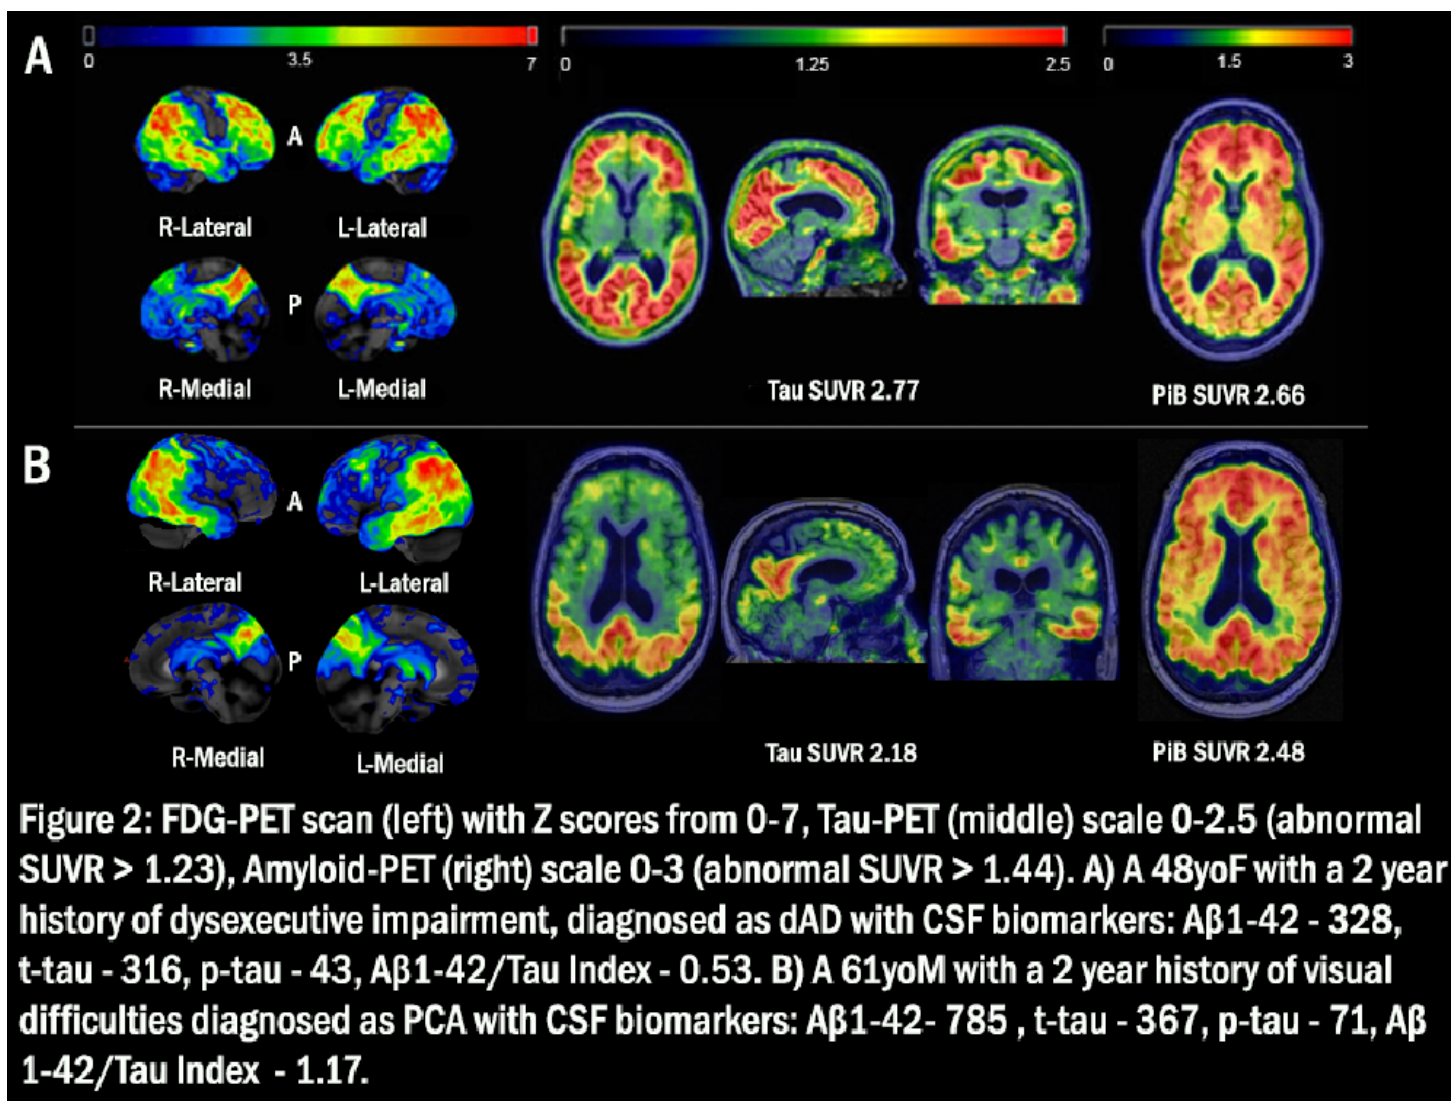 A
0 3.5 7
0 1.25 2.5
0 1.5 3
A
R-Lateral L-Lateral
P
R-Medial L-Medial
Tau SUVR 2.77
PiB SUVR 2.66
B
A
R-Lateral L-Lateral
P
R-Medial L-Medial
Tau SUVR 2.18
PiB SUVR 2.48
Figure 2: FDG-PET scan (left) with Z scores from 0-7, Tau-PET (middle) scale 0-2.5 (abnormal
SUVR > 1.23), Amyloid-PET (right) scale 0-3 (abnormal SUVR > 1.44). A) A 48yoF with a 2 year
history of dysexecutive impairment, diagnosed as dAD with CSF biomarkers: Aβ1-42 - 328,
t-tau - 316, p-tau - 43, Aβ1-42/Tau Index - 0.53. B) A 61yoM with a 2 year history of visual
difficulties diagnosed as PCA with CSF biomarkers: Aβ1-42- 785 , t-tau - 367, p-tau - 71, Aβ
1-42/Tau Index - 1.17.